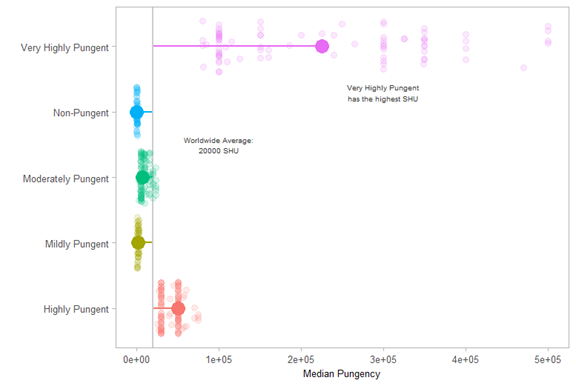 Very Highly Pungent
Very Highly Pungent
has the highest SHU
Non-Pungent
Worldwide Average:
20000 SHU
Moderately Pungent
Mildly Pungent
Highly Pungent
0e+00 1e+05 2e+05 3e+05 4e+05 5e+05
Median Pungency